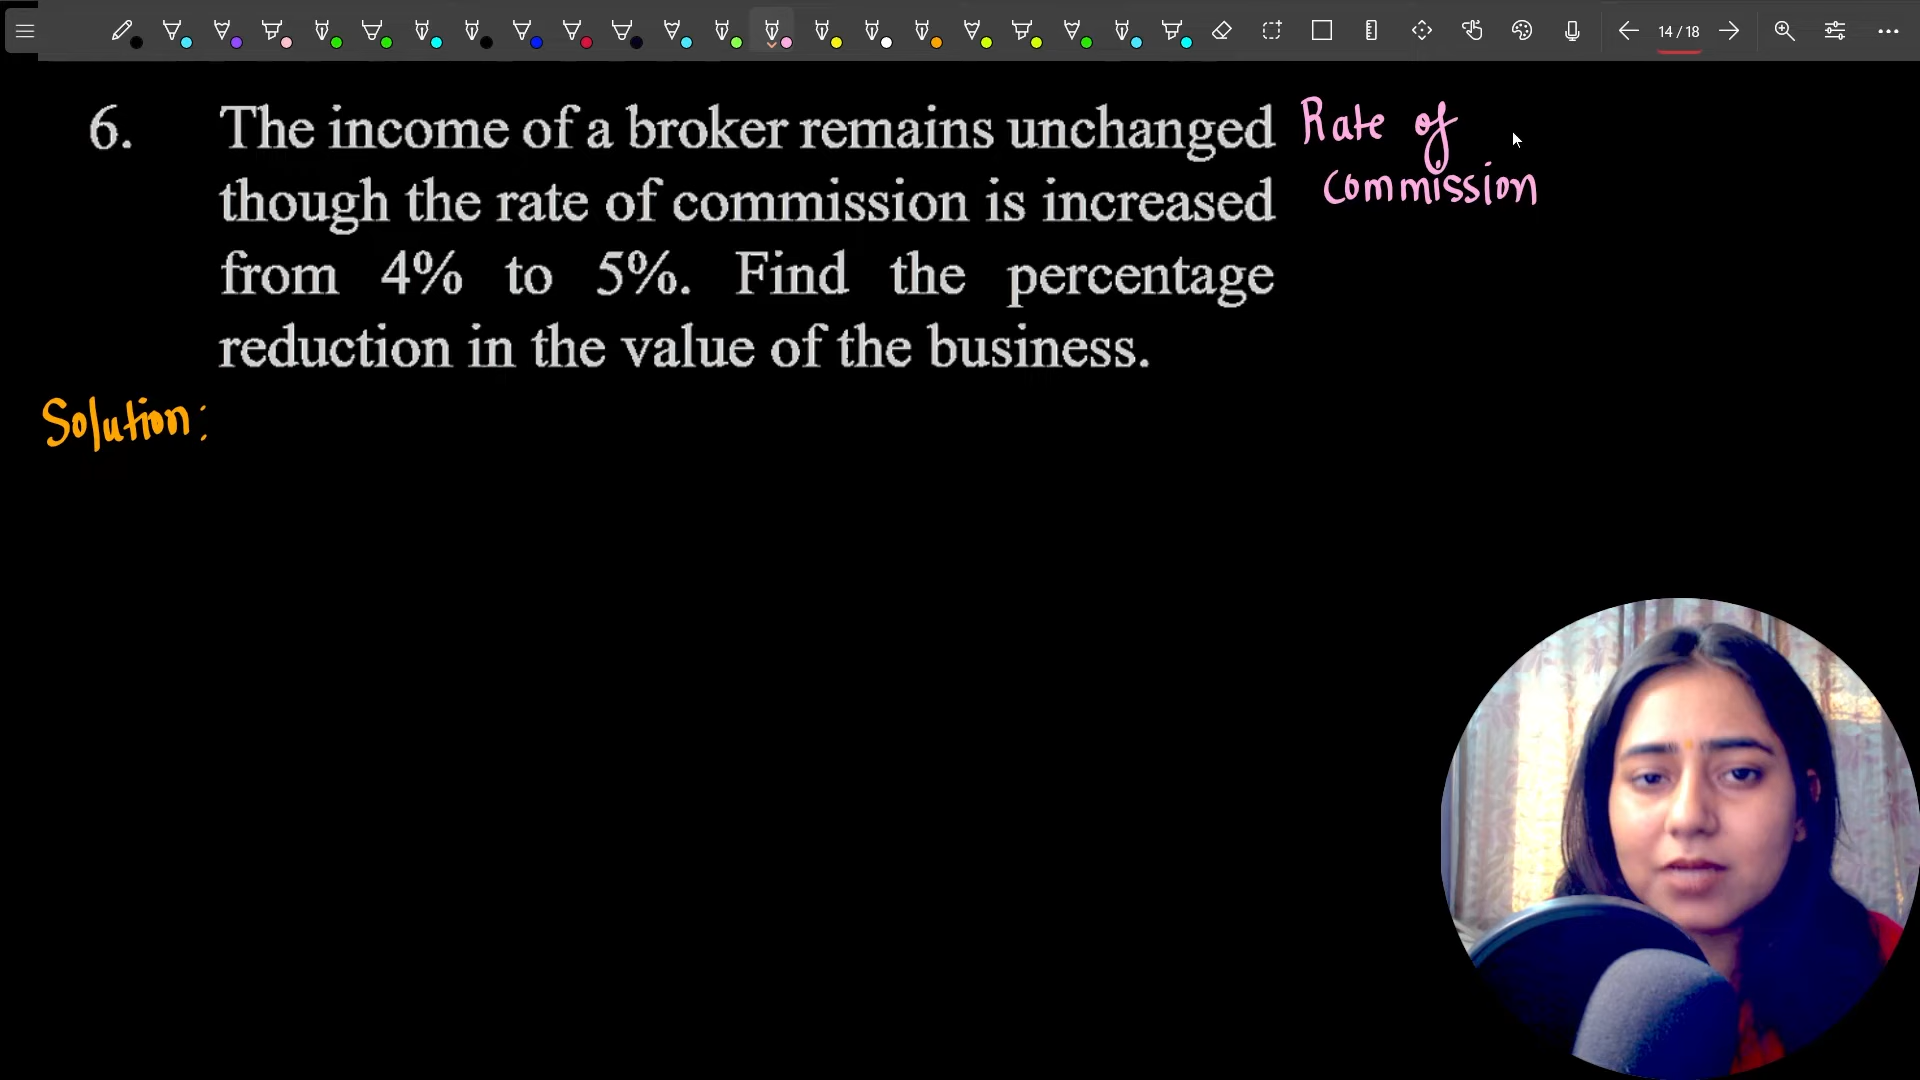 14 / 18
6. The income of a broker remains unchanged
though the rate of commission is increased
from 4% to 5%. Find the percentage
reduction in the value of the business.
Rate of
Commission
Solution: